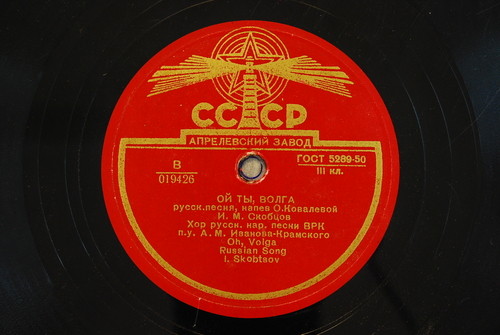 СССР
АПРЕЛЕВСКИЙ ЗАВОД
В
019426
ГОСТ 5289-50
III кл.
ОЙ ТЫ, ВОЛГА
русск.песня, напев О.Ковалевой
И. М. Скобцов
Хор русск. нар. песни ВРК
п.у. А. М. Иванова-Крамского
Oh, Volga
Russian Song
I. Skobtsov